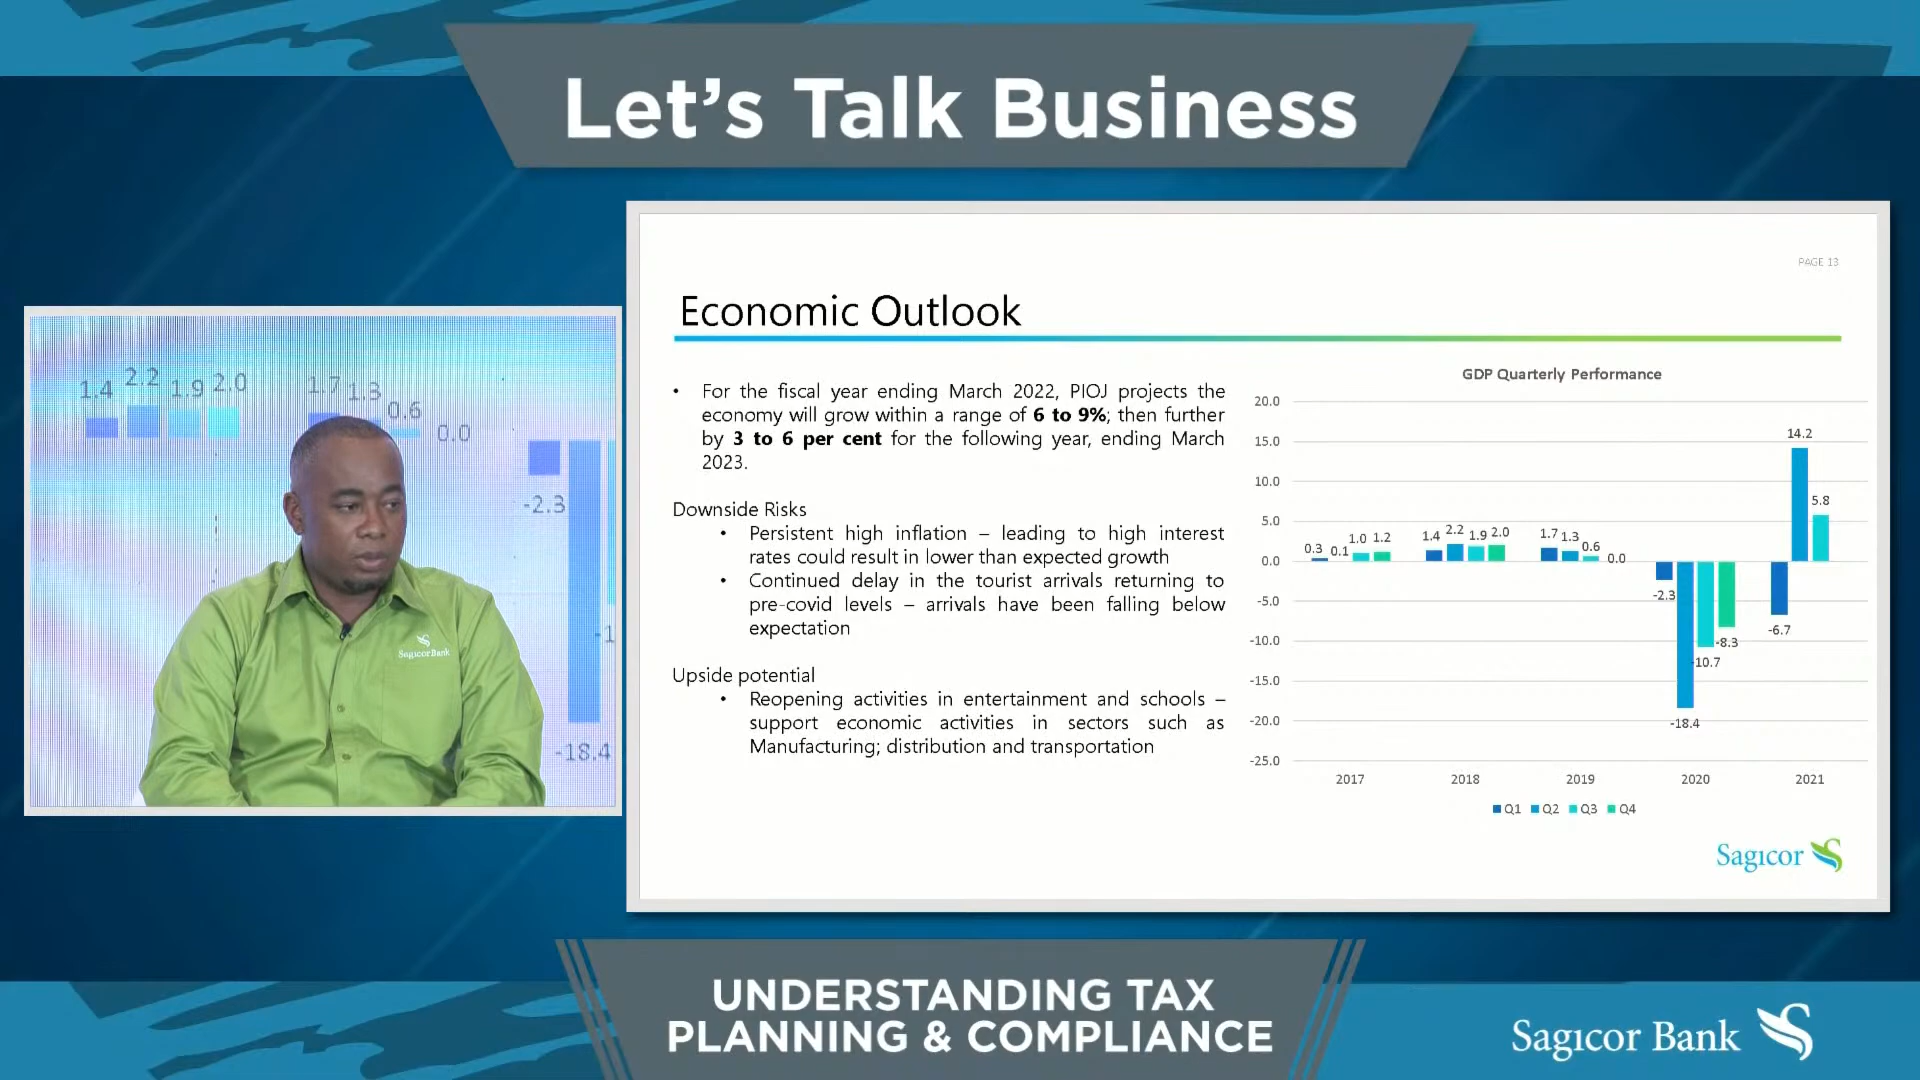 Let's Talk Business
PAGE 13
Economic Outlook
• For the fiscal year ending March 2022, PIOJ projects the
economy will grow within a range of 6 to 9%; then further
by 3 to 6 per cent for the following year, ending March
2023.
Downside Risks
• Persistent high inflation – leading to high interest
rates could result in lower than expected growth
• Continued delay in the tourist arrivals returning to
pre-covid levels – arrivals have been falling below
expectation
Upside potential
• Reopening activities in entertainment and schools –
support economic activities in sectors such as
Manufacturing; distribution and transportation
GDP Quarterly Performance
20.0
15.0
10.0
5.0
0.0
-5.0
-10.0
-15.0
-20.0
-25.0
0.3 0.1 1.0 1.2
1.4 2.2 1.9 2.0
1.7 1.3 0.6 0.0
-2.3 -18.4 -10.7 -8.3
-6.7 14.2 5.8
2017 2018 2019 2020 2021
Q1 Q2 Q3 Q4
Sagicor
1.4 2.2 1.9 2.0 1.7 1.3 0.6 0.0
-2.3
-1
-18.4
Sagicor Bank
UNDERSTANDING TAX
PLANNING & COMPLIANCE
Sagicor Bank